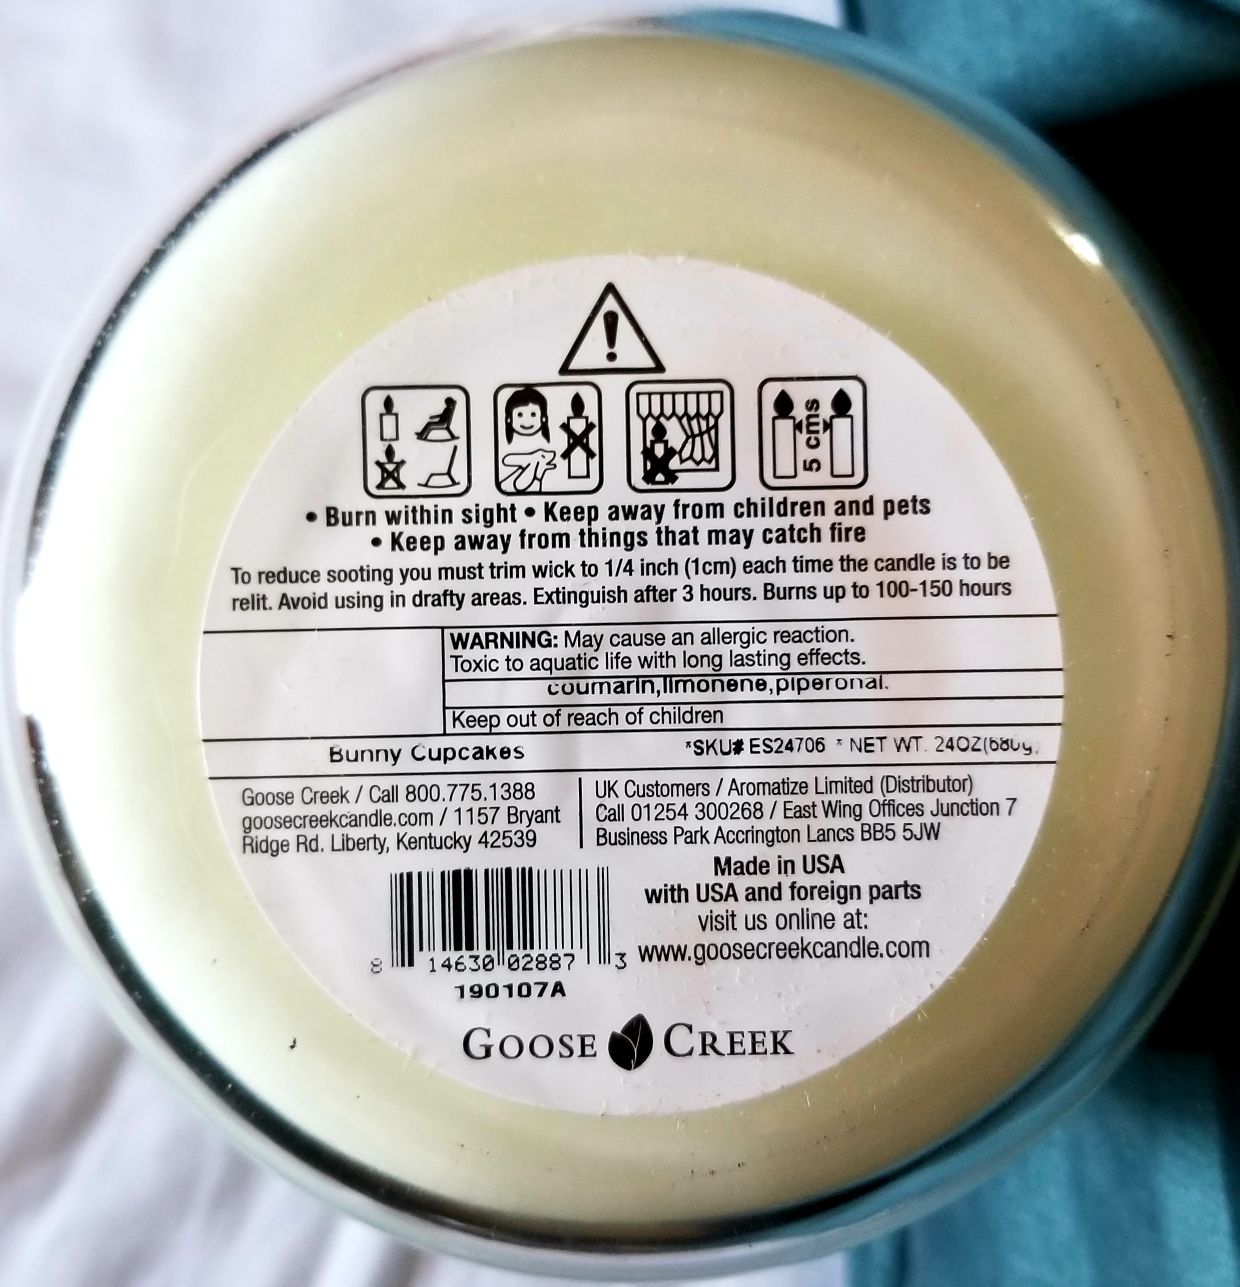 !
5 cms
• Burn within sight • Keep away from children and pets
• Keep away from things that may catch fire
To reduce sooting you must trim wick to 1/4 inch (1cm) each time the candle is to be
relit. Avoid using in drafty areas. Extinguish after 3 hours. Burns up to 100-150 hours
WARNING: May cause an allergic reaction.
Toxic to aquatic life with long lasting effects.
coumarin,limonene,piperonal.
Keep out of reach of children
Bunny Cupcakes *SKU# ES24706 * NET WT. 24OZ(680g)
Goose Creek / Call 800.775.1388
goosecreekcandle.com / 1157 Bryant
Ridge Rd. Liberty, Kentucky 42539
UK Customers / Aromatize Limited (Distributor)
Call 01254 300268 / East Wing Offices Junction 7
Business Park Accrington Lancs BB5 5JW
Made in USA
with USA and foreign parts
visit us online at:
www.goosecreekcandle.com
8 14630 02887 3
190107A
GOOSE CREEK